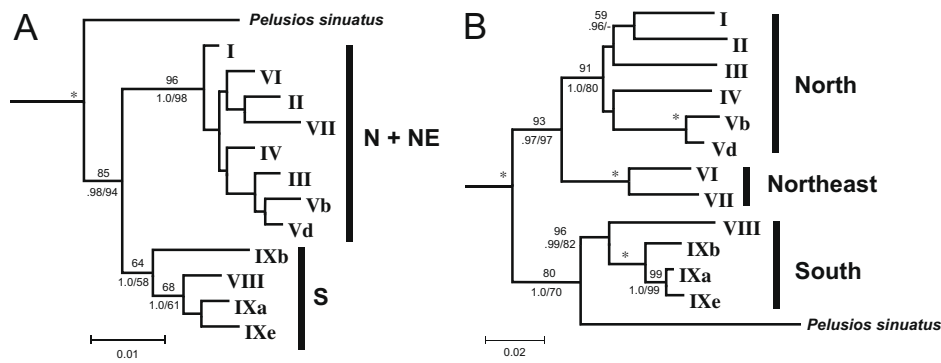 A
Pelusios sinuatus
I
VI
II
VII
IV
III
Vb
Vd
N + NE
IXb
VIII
IXa
IXe
S
*
96
1.0/98
85
.98/94
64
1.0/58
68
1.0/61
0.01
B
I
II
III
IV
Vb
Vd
North
VI
VII
Northeast
VIII
IXb
IXa
IXe
South
Pelusios sinuatus
59
.96/-
91
1.0/80
*
93
.97/97
*
*
96
.99/82
*
99
1.0/99
80
1.0/70
0.02